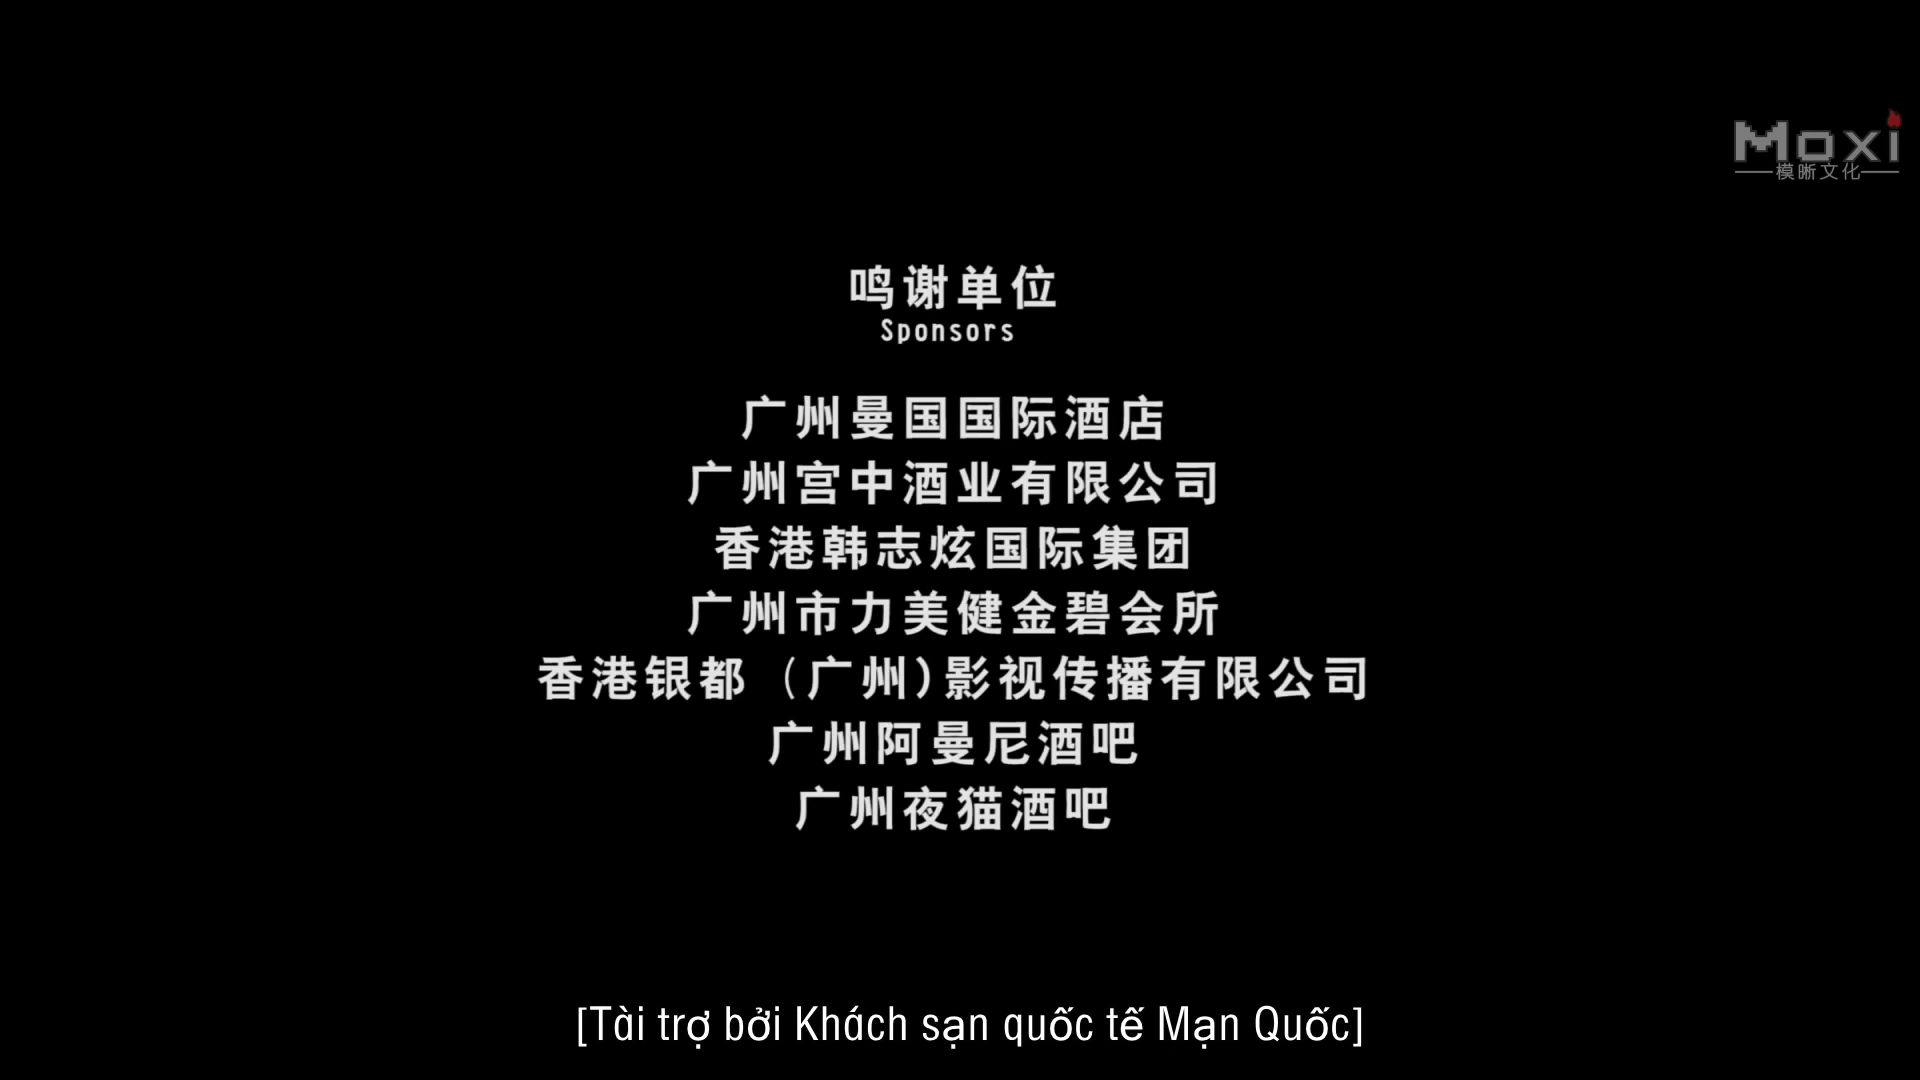 Moxi
模晰文化
鸣谢单位
Sponsors
广州曼国国际酒店
广州宫中酒业有限公司
香港韩志炫国际集团
广州市力美健金碧会所
香港银都（广州）影视传播有限公司
广州阿曼尼酒吧
广州夜猫酒吧
[Tài trợ bởi Khách sạn quốc tế Mạn Quốc]